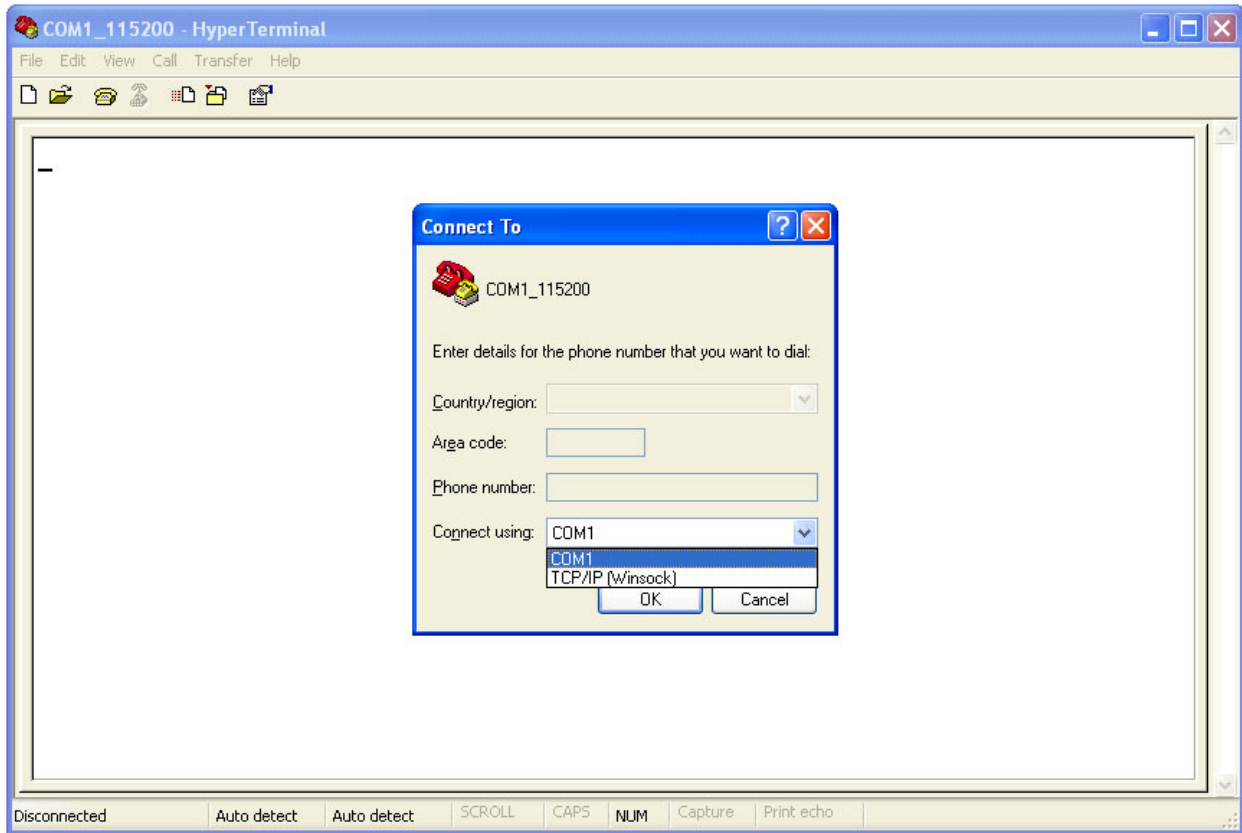 COM1_115200 - HyperTerminal
File Edit View Call Transfer Help
Connect To
COM1_115200
Enter details for the phone number that you want to dial:
Country/region:
Area code:
Phone number:
Connect using: COM1
COM1
TCP/IP (Winsock)
OK Cancel
Disconnected Auto detect Auto detect SCROLL CAPS NUM Capture Print echo